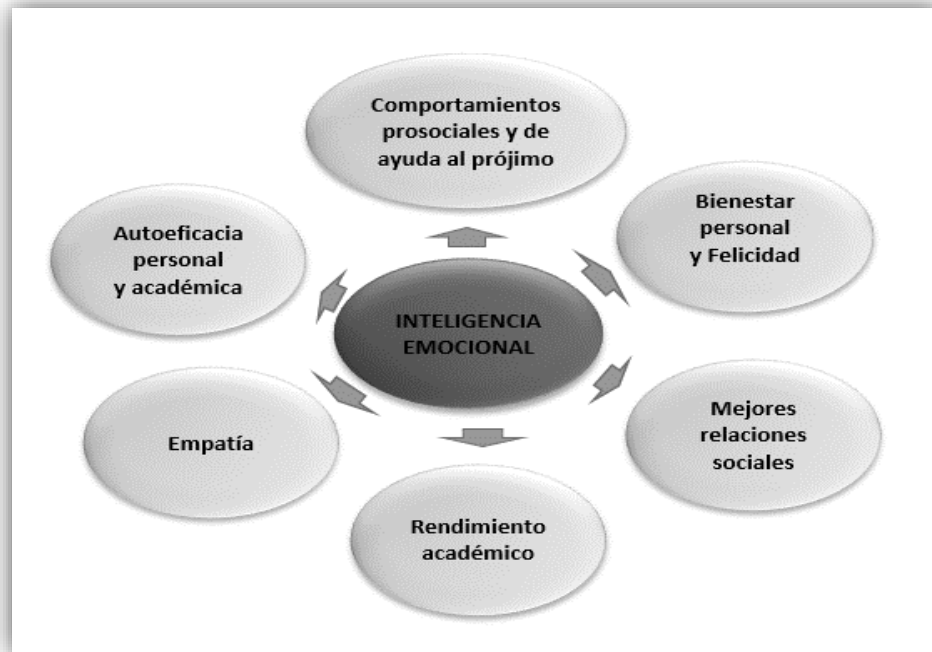 Comportamientos
prosociales y de
ayuda al prójimo
Bienestar
personal
y Felicidad
Autoeficacia
personal
y académica
INTELIGENCIA
EMOCIONAL
Mejores
relaciones
sociales
Empatía
Rendimiento
académico